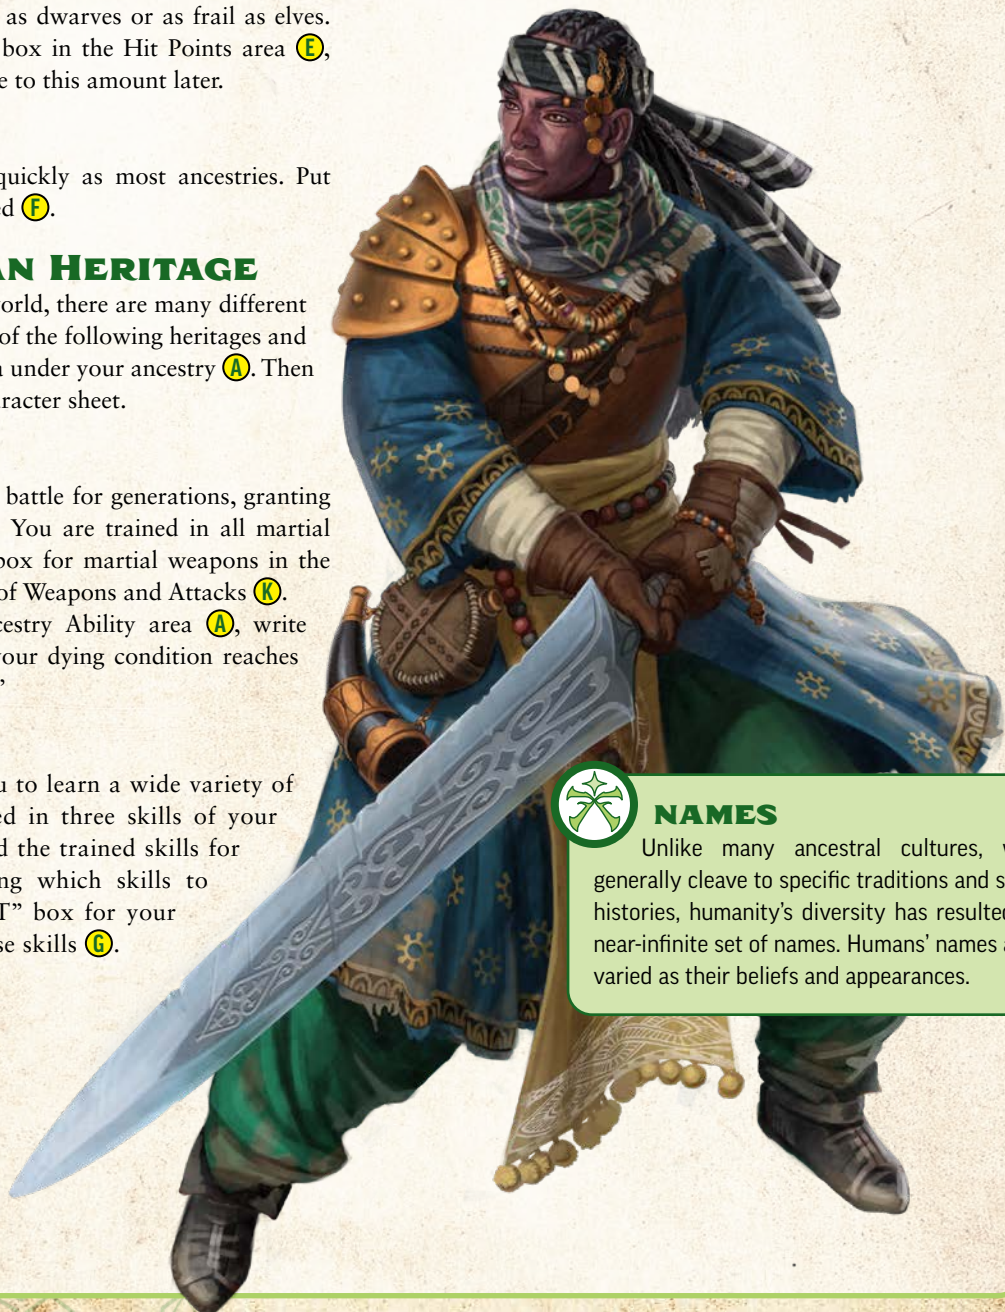 as dwarves or as frail as elves.
box in the Hit Points area E,
e to this amount later.
quickly as most ancestries. Put
ed F.
AN HERITAGE
world, there are many different
of the following heritages and
a under your ancestry A. Then
aracter sheet.
battle for generations, granting
You are trained in all martial
box for martial weapons in the
of Weapons and Attacks K.
cestry Ability area A, write
your dying condition reaches
”
u to learn a wide variety of
ed in three skills of your
d the trained skills for
ng which skills to
T” box for your
se skills G.
NAMES
Unlike many ancestral cultures,
generally cleave to specific traditions and s
histories, humanity’s diversity has resulted
near-infinite set of names. Humans’ names a
varied as their beliefs and appearances.